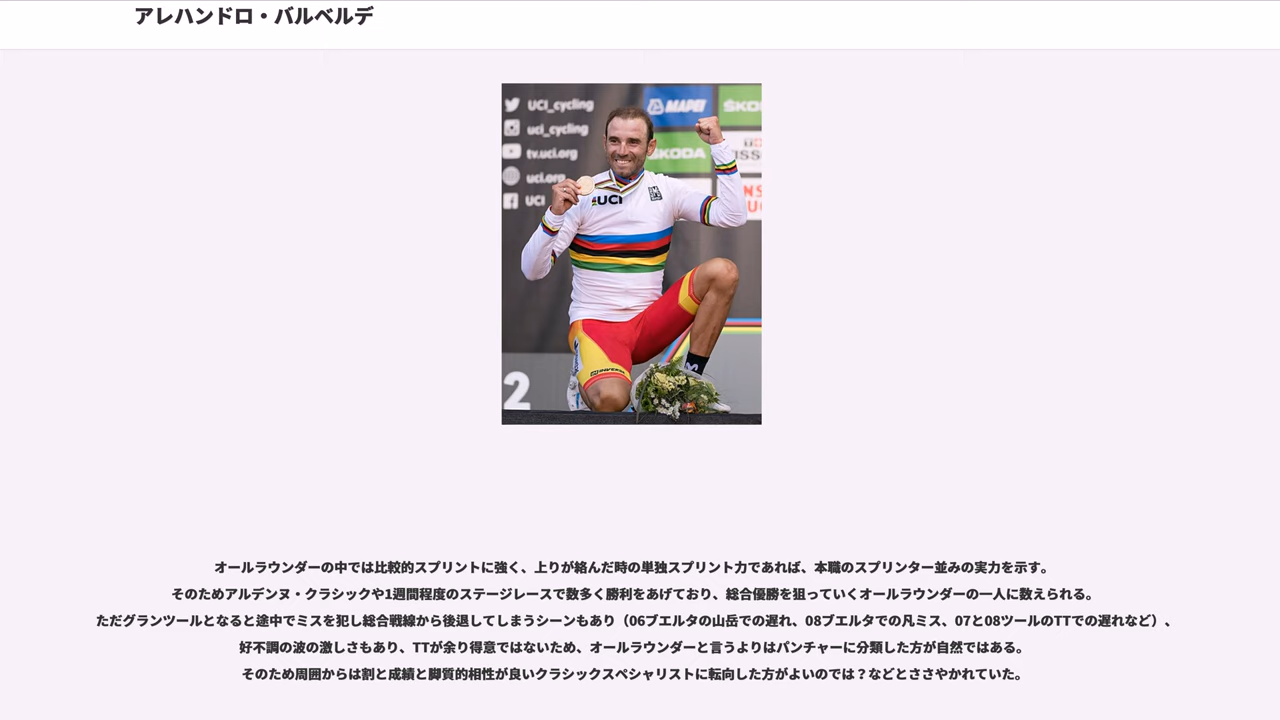 アレハンドロ・バルベルデ
UCI_cycling
MAPEI
ŠKO
uci_cycling
tv.uci.org
ŠKODA
uci.org
UCI
UCI
2
オールラウンダーの中では比較的スプリントに強く、上りが絡んだ時の単独スプリント力であれば、本職のスプリンター並みの実力を示す。
そのためアルデンヌ・クラシックや1週間程度のステージレースで数多く勝利をあげており、総合優勝を狙っていくオールラウンダーの一人に数えられる。
ただグランツールとなると途中でミスを犯し総合戦線から後退してしまうシーンもあり（06ブエルタの山岳での遅れ、08ブエルタでの凡ミス、07と08ツールのTTでの遅れなど）、
好不調の波の激しさもあり、TTが余り得意ではないため、オールラウンダーと言うよりはパンチャーに分類した方が自然ではある。
そのため周囲からは割と成績と脚質的相性が良いクラシックスペシャリストに転向した方がよいのでは？などとささやかれていた。